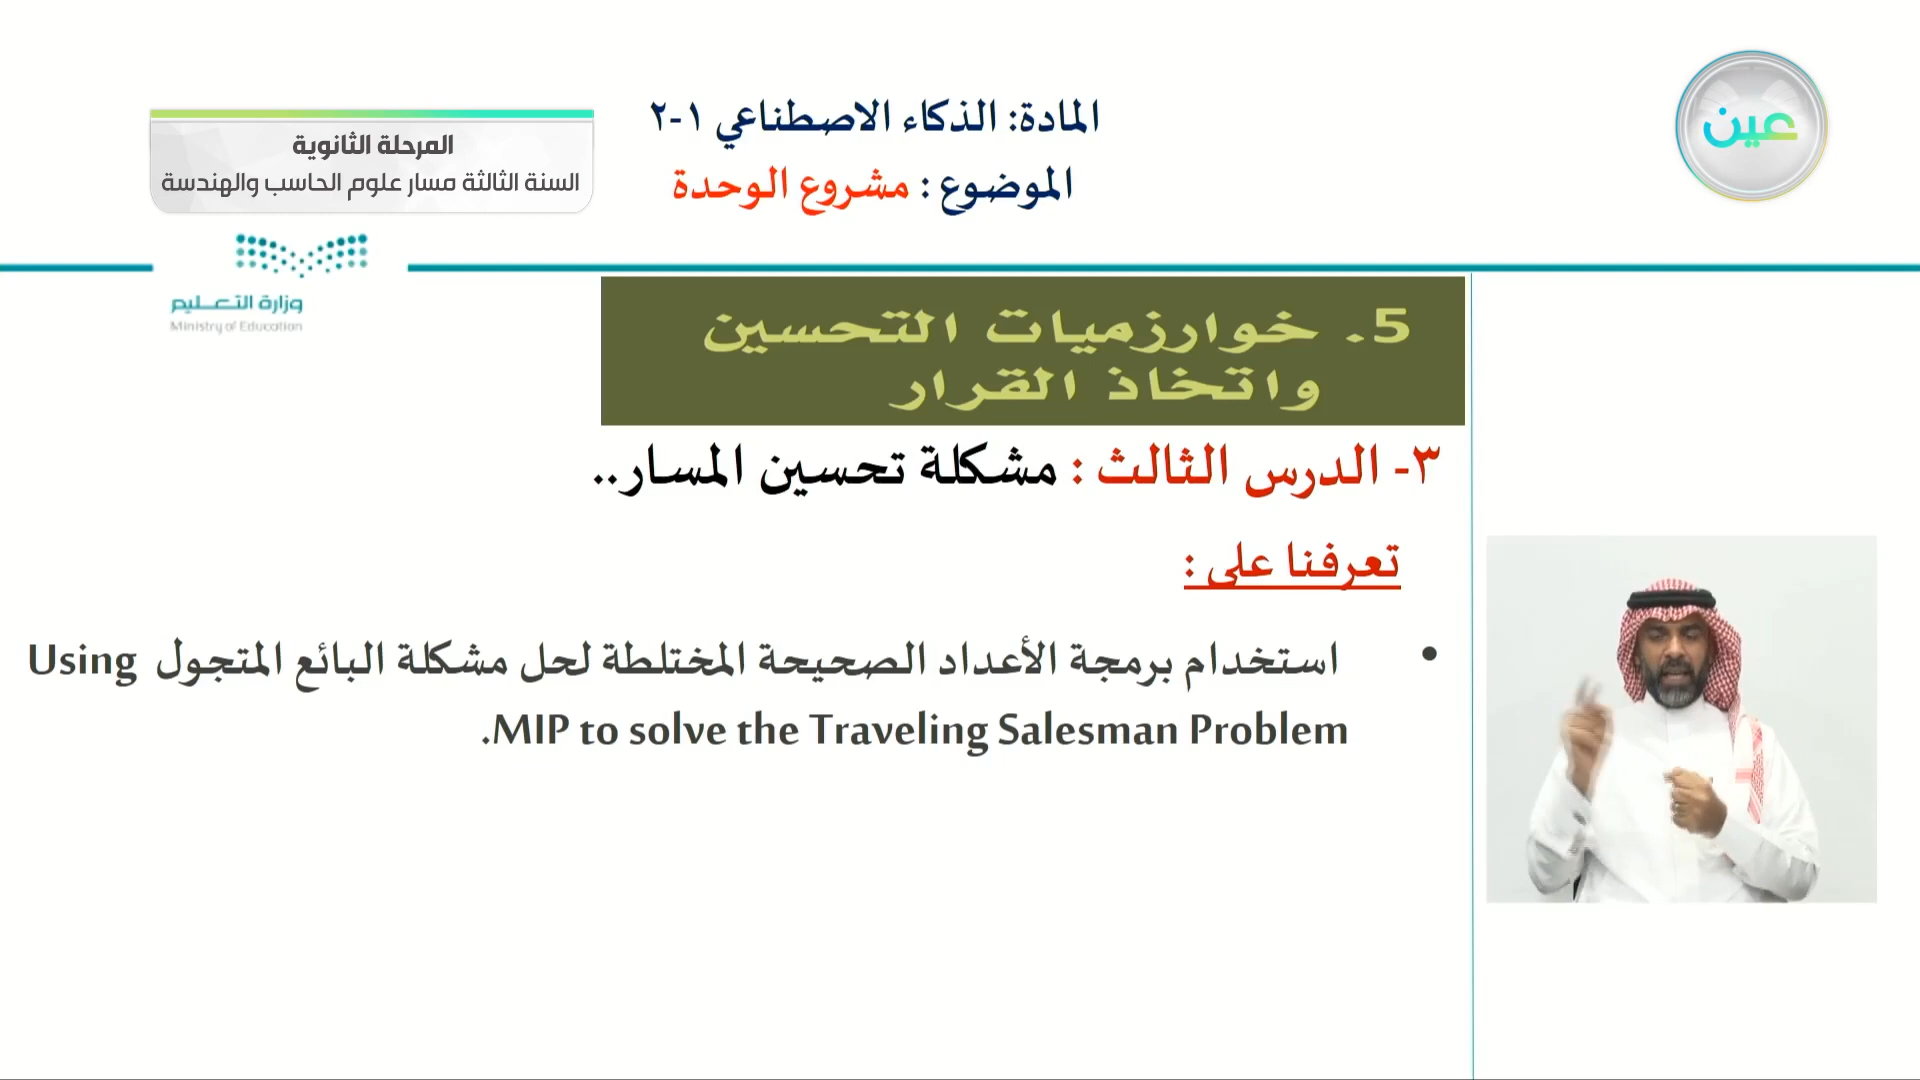 المادة: الذكاء الاصطناعي ١-٢
الموضوع : مشروع الوحدة
عين
المرحلة الثانوية
السنة الثالثة مسار علوم الحاسب والهندسة
وزارة التعليم
Ministry of Education
5. خوارزميات التحسين
واتخاذ القرار
٣- الدرس الثالث : مشكلة تحسين المسار..
تعرفنا على :
• استخدام برمجة الأعداد الصحيحة المختلطة لحل مشكلة البائع المتجول Using
MIP to solve the Traveling Salesman Problem.